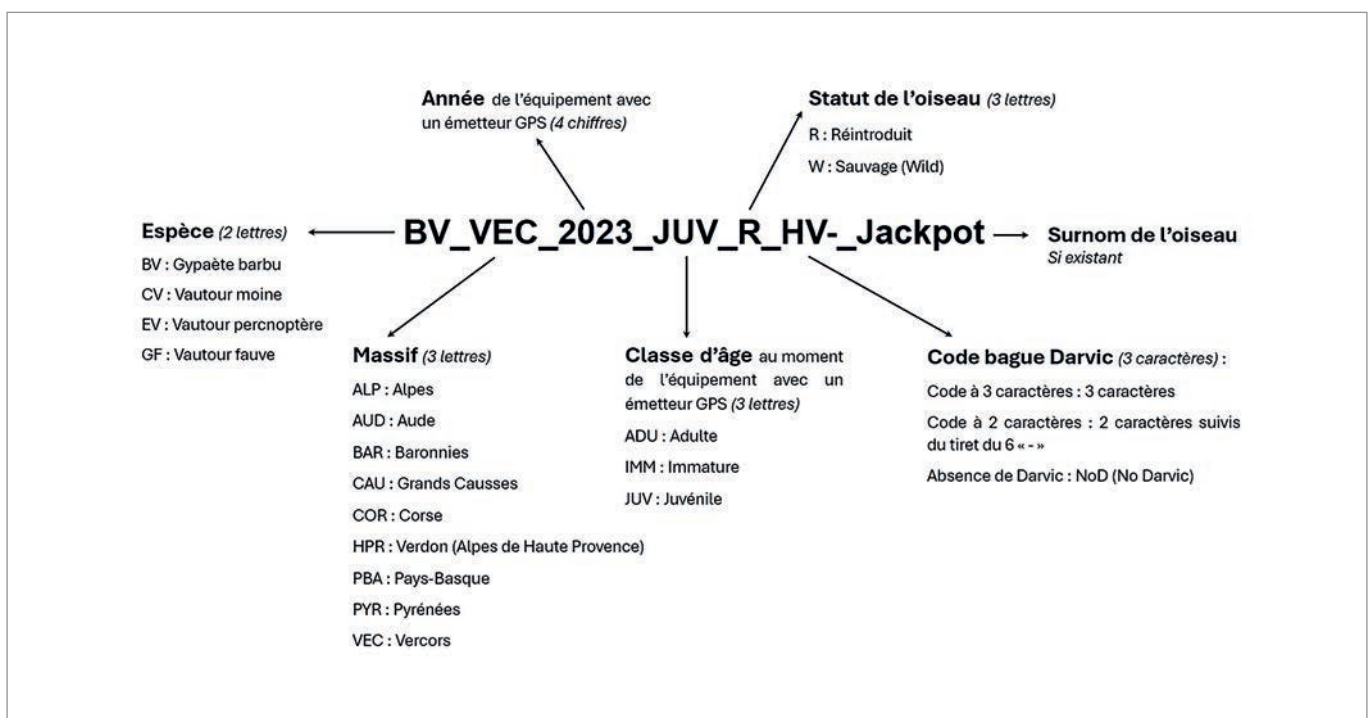 Année de l'équipement avec
un émetteur GPS (4 chiffres)
Statut de l'oiseau (3 lettres)
R : Réintroduit
W : Sauvage (Wild)
BV_VEC_2023_JUV_R_HV-_Jackpot
Espèce (2 lettres)
BV : Gypaète barbu
CV : Vautour moine
EV : Vautour percnoptère
GF : Vautour fauve
Surnom de l'oiseau
Si existant
Massif (3 lettres)
ALP : Alpes
AUD : Aude
BAR : Baronnies
CAU : Grands Causses
COR : Corse
HPR : Verdon (Alpes de Haute Provence)
PBA : Pays-Basque
PYR : Pyrénées
VEC : Vercors
Classe d'âge au moment
de l'équipement avec un
émetteur GPS (3 lettres)
ADU : Adulte
IMM : Immature
JUV : Juvénile
Code bague Darvic (3 caractères) :
Code à 3 caractères : 3 caractères
Code à 2 caractères : 2 caractères suivis
du tiret du 6 « - »
Absence de Darvic : NoD (No Darvic)